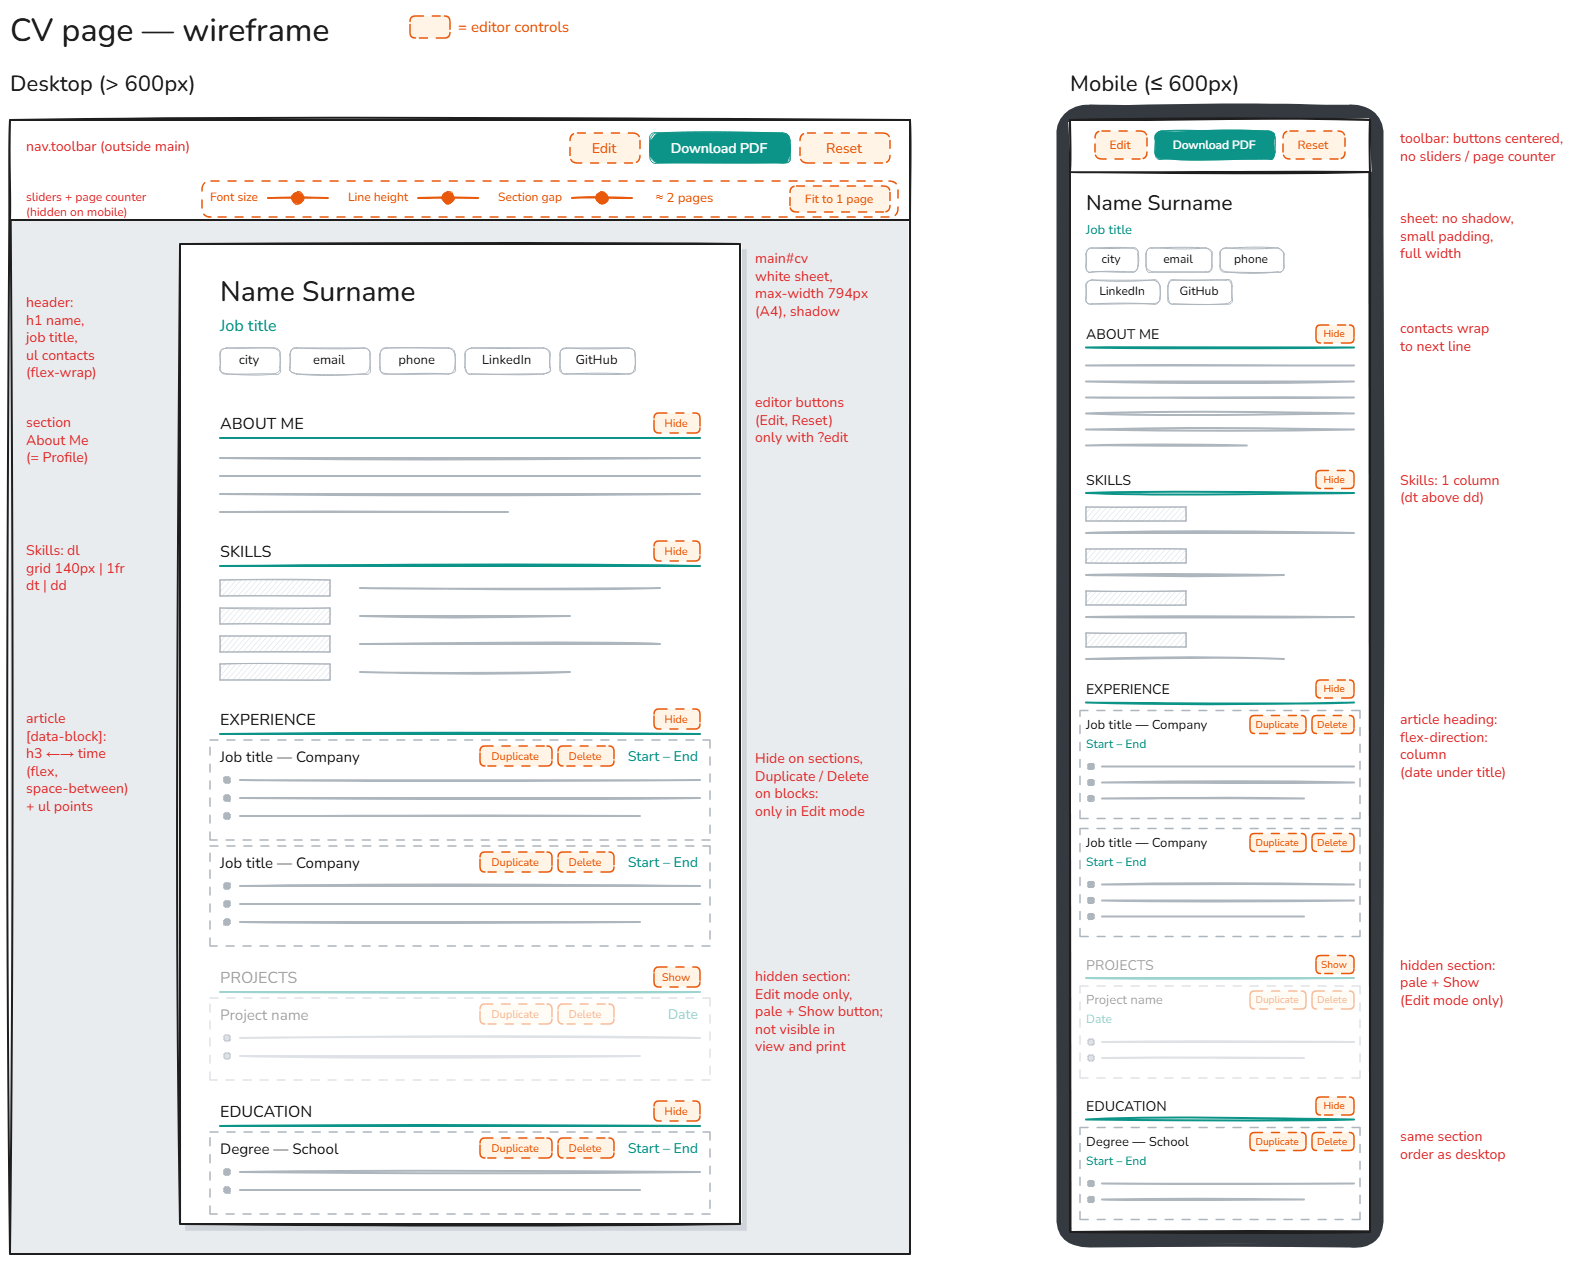 CV page — wireframe
= editor controls
Desktop (> 600px)
nav.toolbar (outside main)
Edit
Download PDF
Reset
sliders + page counter
(hidden on mobile)
Font size
Line height
Section gap
≈ 2 pages
Fit to 1 page
header:
h1 name,
job title,
ul contacts
(flex-wrap)
section
About Me
(= Profile)
Skills: dl
grid 140px | 1fr
dt | dd
article
[data-block]:
h3 ⟵⟶ time
(flex,
space-between)
+ ul points
Name Surname
Job title
city
email
phone
LinkedIn
GitHub
ABOUT ME
Hide
SKILLS
Hide
EXPERIENCE
Hide
Job title — Company
Duplicate
Delete
Start – End
Job title — Company
Duplicate
Delete
Start – End
PROJECTS
Show
Project name
Duplicate
Delete
Date
EDUCATION
Hide
Degree — School
Duplicate
Delete
Start – End
main#cv
white sheet,
max-width 794px
(A4), shadow
editor buttons
(Edit, Reset)
only with ?edit
Hide on sections,
Duplicate / Delete
on blocks:
only in Edit mode
hidden section:
Edit mode only,
pale + Show button;
not visible in
view and print
Mobile (≤ 600px)
Edit
Download PDF
Reset
Name Surname
Job title
city
email
phone
LinkedIn
GitHub
ABOUT ME
Hide
SKILLS
Hide
EXPERIENCE
Hide
Job title — Company
Duplicate
Delete
Start – End
Job title — Company
Duplicate
Delete
Start – End
PROJECTS
Show
Project name
Duplicate
Delete
Date
EDUCATION
Hide
Degree — School
Duplicate
Delete
Start – End
toolbar: buttons centered,
no sliders / page counter
sheet: no shadow,
small padding,
full width
contacts wrap
to next line
Skills: 1 column
(dt above dd)
article heading:
flex-direction:
column
(date under title)
hidden section:
pale + Show
(Edit mode only)
same section
order as desktop